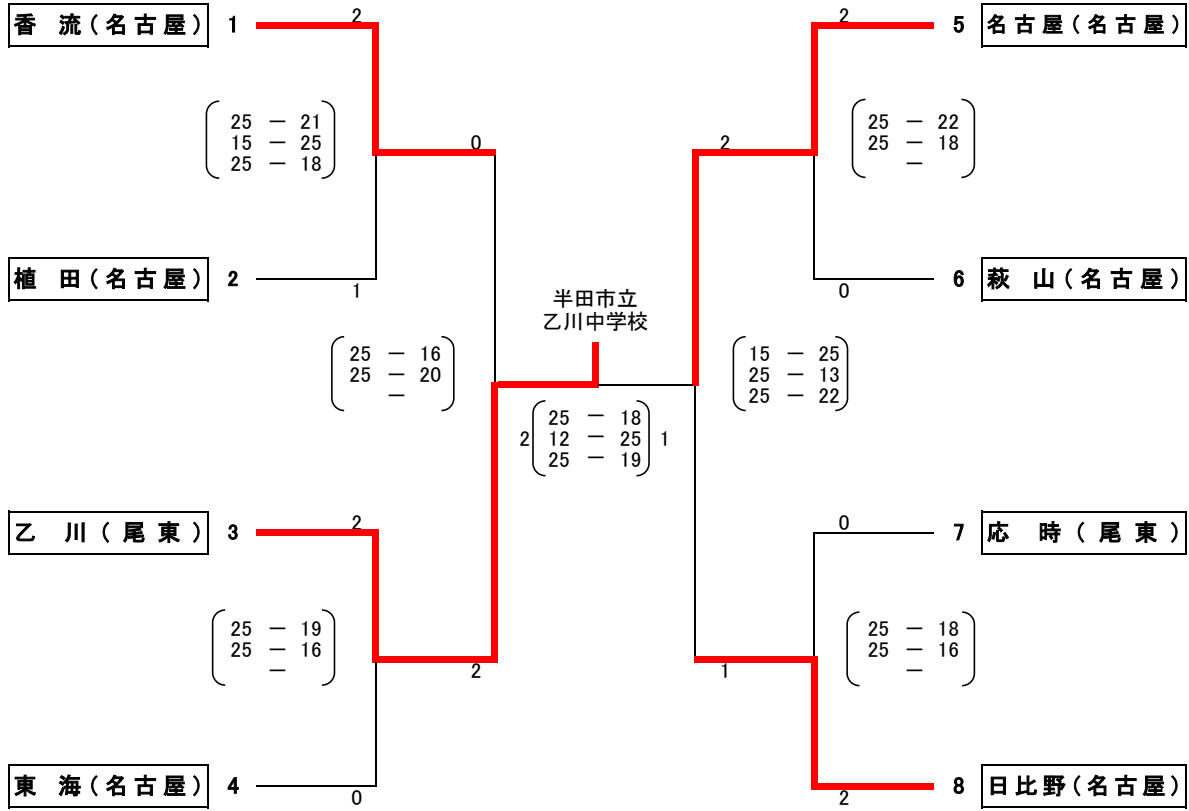 香 流(名古屋) 1
2
2
5 名古屋(名古屋)
25 ― 21
15 ― 25
25 ― 18
0
2
25 ― 22
25 ― 18
―
植 田(名古屋) 2
1
0
6 萩 山(名古屋)
半田市立
乙川中学校
25 ― 16
25 ― 20
―
15 ― 25
25 ― 13
25 ― 22
2
25 ― 18
12 ― 25
25 ― 19
1
乙 川(尾東) 3
2
0
7 応 時(尾東)
25 ― 19
25 ― 16
―
2
1
25 ― 18
25 ― 16
―
東 海(名古屋) 4
0
2
8 日比野(名古屋)